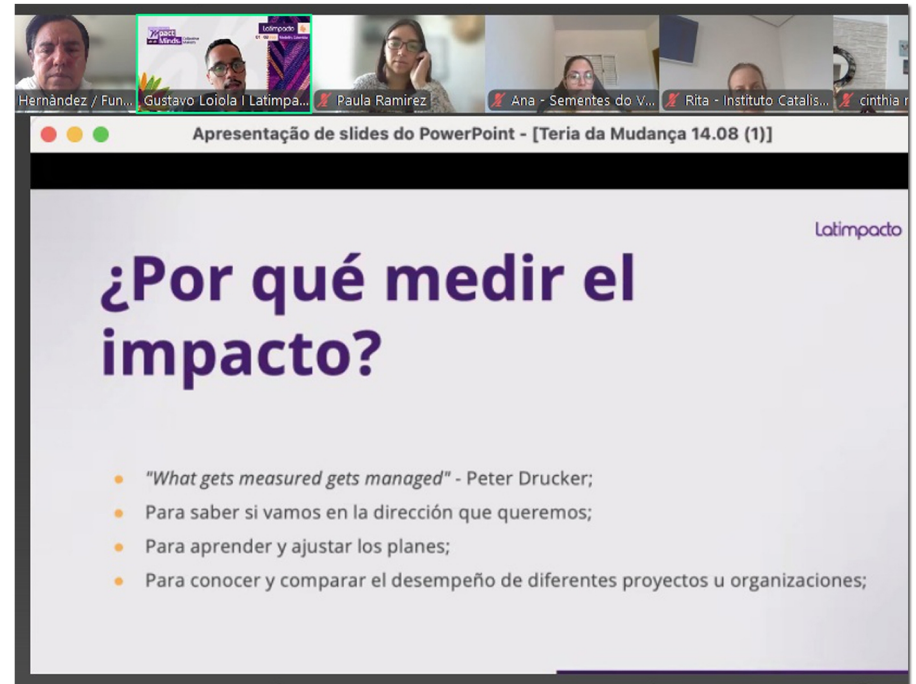 Impact
Minds
Latimpacto
Hernández / Fun...
Gustavo Loiola I Latimpa...
Paula Ramirez
Ana - Sementes do V...
Rita - Instituto Catalis...
cinthia r
Apresentação de slides do PowerPoint - [Teria da Mudança 14.08 (1)]
Latimpacto
¿Por qué medir el
impacto?
"What gets measured gets managed" - Peter Drucker;
Para saber si vamos en la dirección que queremos;
Para aprender y ajustar los planes;
Para conocer y comparar el desempeño de diferentes proyectos u organizaciones;